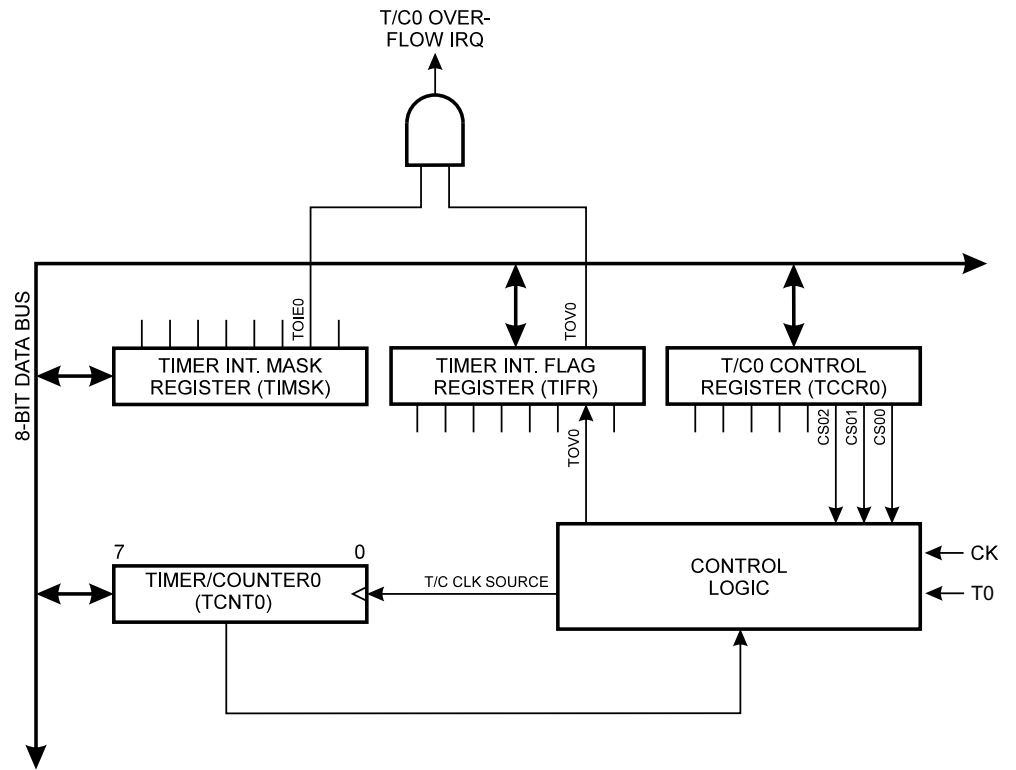 T/C0 OVER-
FLOW IRQ
8-BIT DATA BUS
TOIE0
TOV0
TIMER INT. MASK
REGISTER (TIMSK)
TIMER INT. FLAG
REGISTER (TIFR)
T/C0 CONTROL
REGISTER (TCCR0)
TOV0
CS02
CS01
CS00
7
0
TIMER/COUNTER0
(TCNT0)
T/C CLK SOURCE
CONTROL
LOGIC
CK
T0